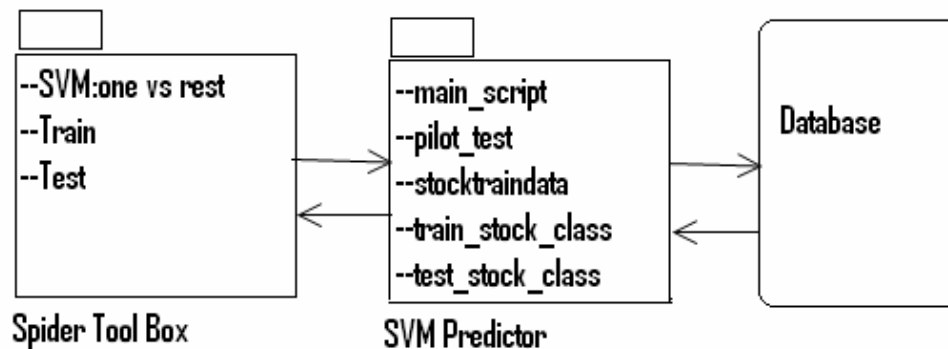 --SVM:one vs rest
--Train
--Test
Spider Tool Box
--main_script
--pilot_test
--stocktraindata
--train_stock_class
--test_stock_class
SVM Predictor
Database